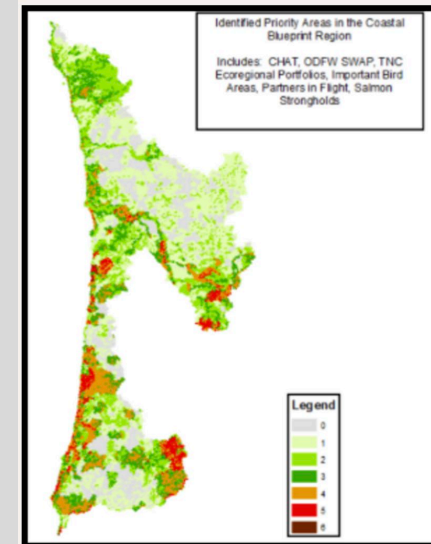 Identified Priority Areas in the Coastal
Blueprint Region
Includes: CHAT, ODFW SWAP, TNC
Ecoregional Portfolios, Important Bird
Areas, Partners in Flight, Salmon
Strongholds
Legend
0
1
2
3
4
5
6